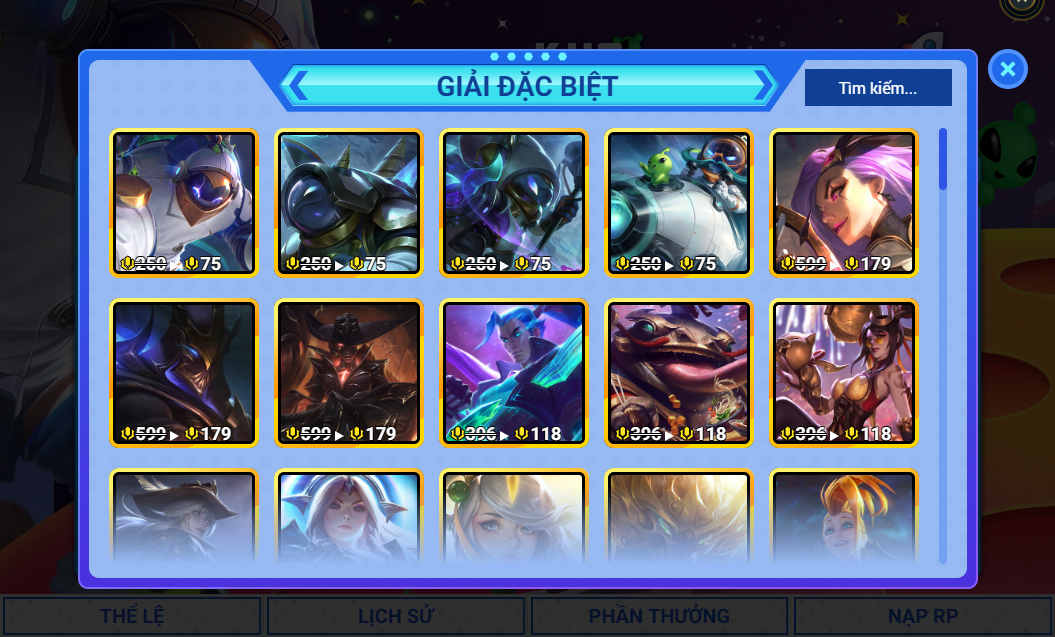 GIẢI ĐẶC BIỆT
Tìm kiếm...
250 75
250 75
250 75
250 75
599 179
599 179
599 179
396 118
396 118
396 118
THỂ LỆ
LỊCH SỬ
PHẦN THƯỞNG
NẠP RP